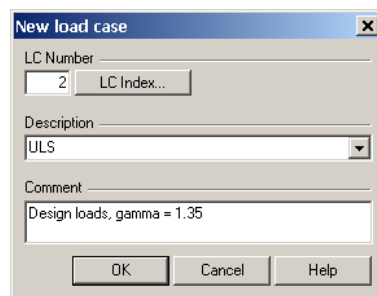 New load case
LC Number
2 LC Index...
Description
ULS
Comment
Design loads, gamma = 1.35
OK Cancel Help